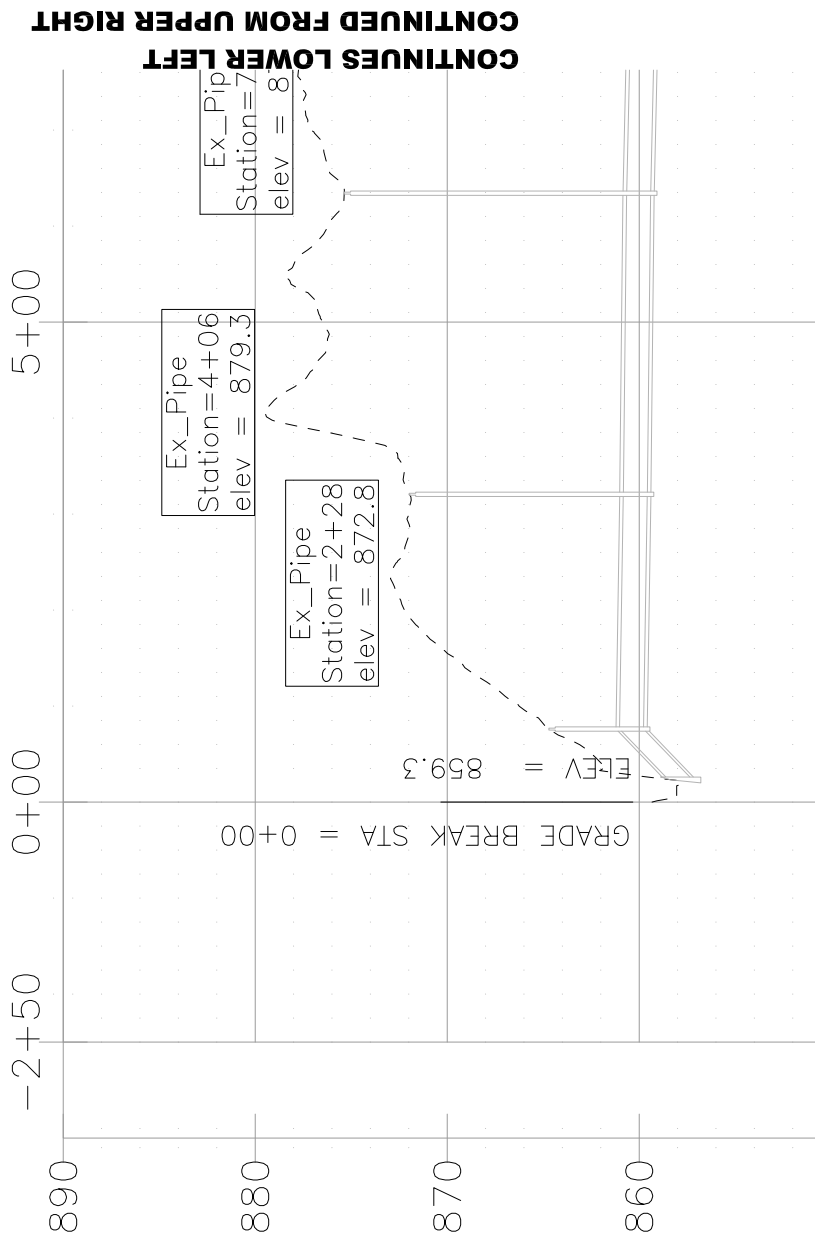 CONTINUED FROM UPPER RIGHT
CONTINUES LOWER LEFT
-2+50
0+00
5+00
890
880
870
860
Ex_Pip
Station=7
elev = 8
Ex_Pipe
Station=4+06
elev = 879.3
Ex_Pipe
Station=2+28
elev = 872.8
GRADE BREAK STA = 0+00
ELEV = 859.3